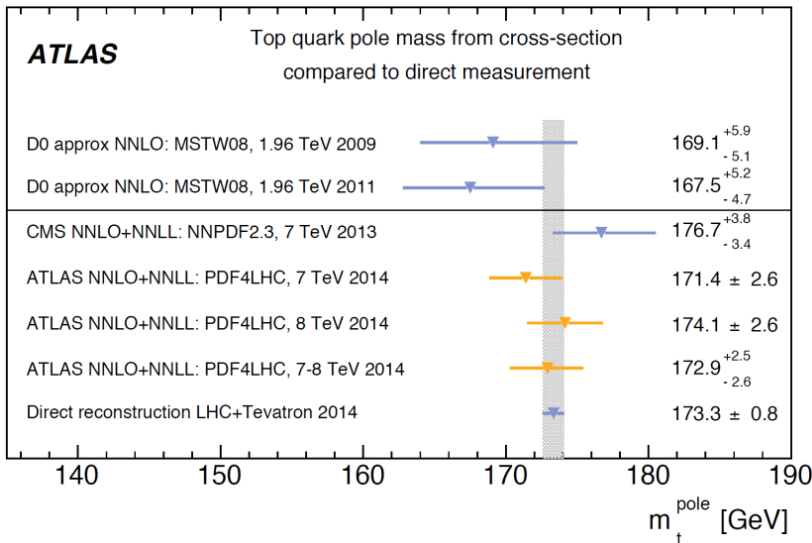 ATLAS
Top quark pole mass from cross-section
compared to direct measurement
D0 approx NNLO: MSTW08, 1.96 TeV 2009 169.1 +5.9 - 5.1
D0 approx NNLO: MSTW08, 1.96 TeV 2011 167.5 +5.2 - 4.7
CMS NNLO+NNLL: NNPDF2.3, 7 TeV 2013 176.7 +3.8 - 3.4
ATLAS NNLO+NNLL: PDF4LHC, 7 TeV 2014 171.4 ± 2.6
ATLAS NNLO+NNLL: PDF4LHC, 8 TeV 2014 174.1 ± 2.6
ATLAS NNLO+NNLL: PDF4LHC, 7-8 TeV 2014 172.9 +2.5 - 2.6
Direct reconstruction LHC+Tevatron 2014 173.3 ± 0.8
140 150 160 170 180 190
m t pole [GeV]